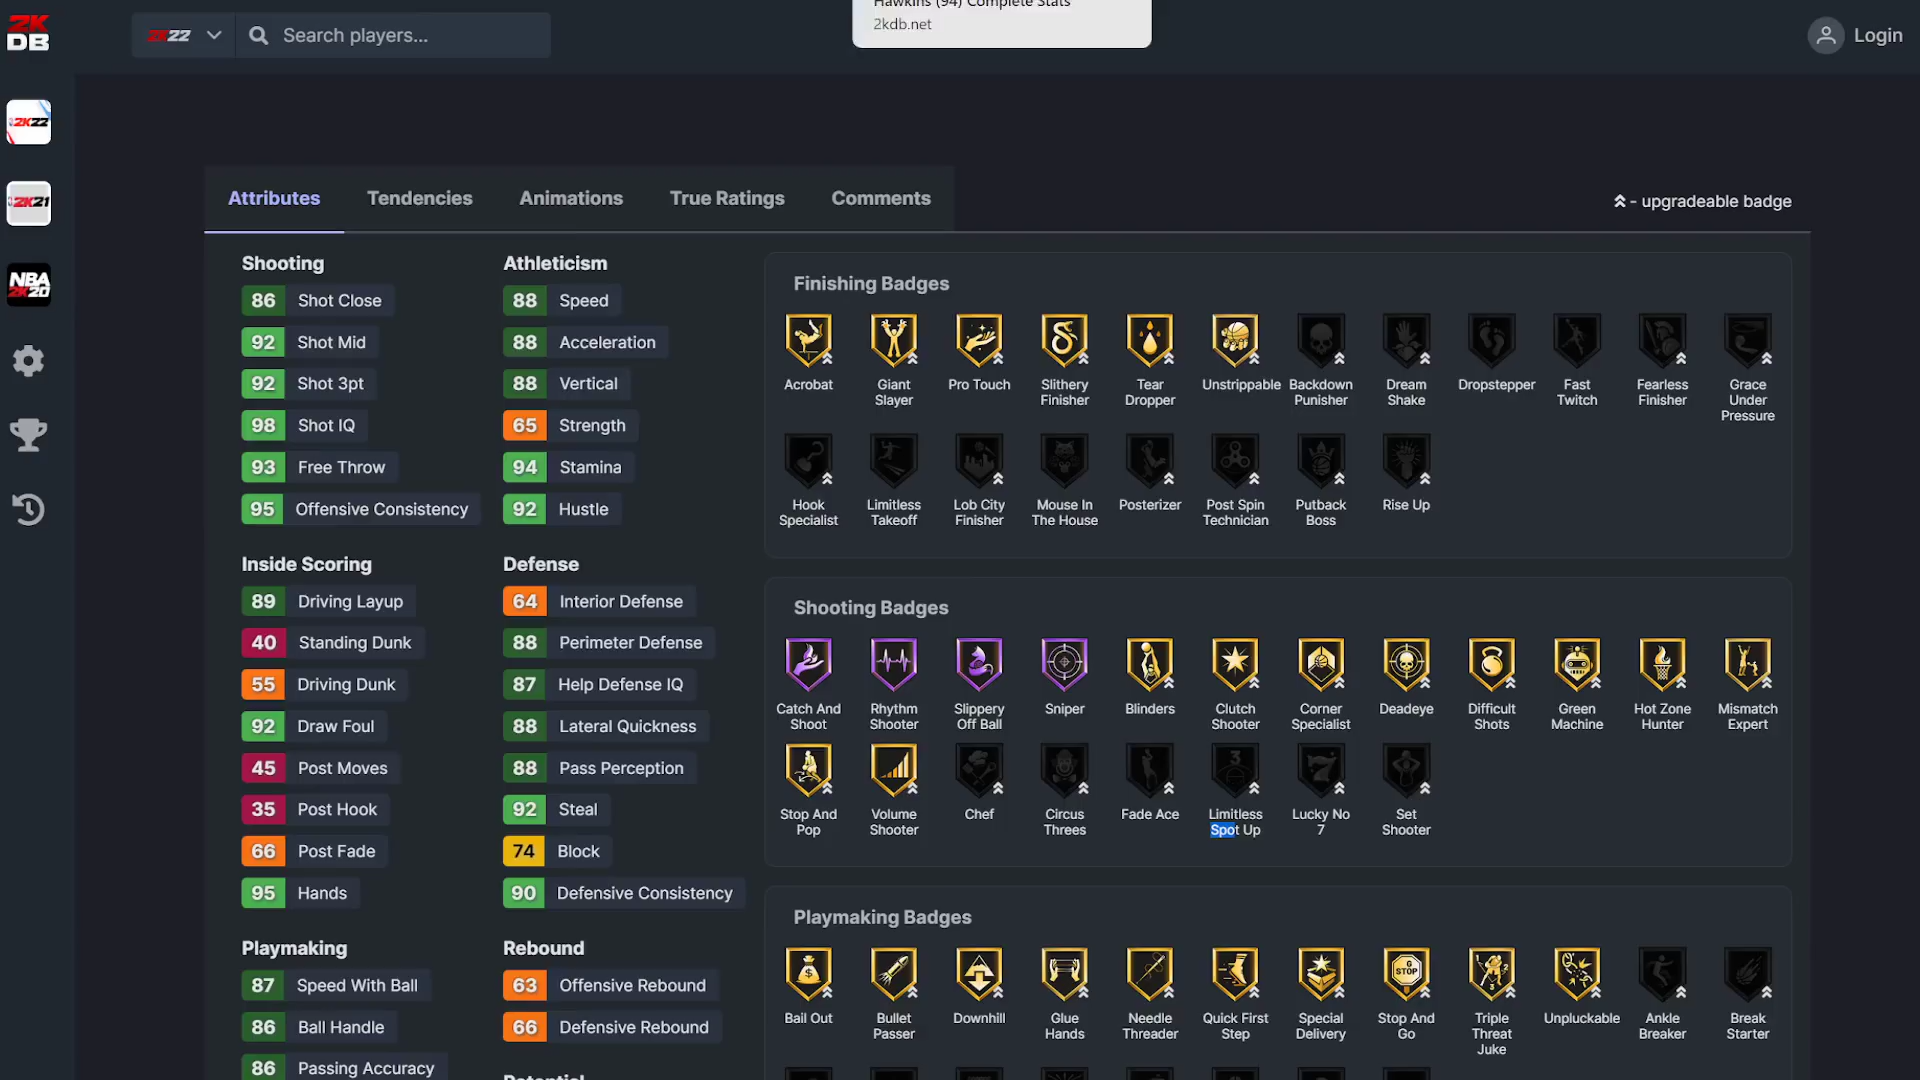 2K
DB
2K22
Search players...
Hawkins (94) Complete Stats
2kdb.net
Login
2K22
2K21
NBA
2K20
Attributes
Tendencies
Animations
True Ratings
Comments
- upgradeable badge
Shooting
86 Shot Close
92 Shot Mid
92 Shot 3pt
98 Shot IQ
93 Free Throw
95 Offensive Consistency
Athleticism
88 Speed
88 Acceleration
88 Vertical
65 Strength
94 Stamina
92 Hustle
Inside Scoring
89 Driving Layup
40 Standing Dunk
55 Driving Dunk
92 Draw Foul
45 Post Moves
35 Post Hook
66 Post Fade
95 Hands
Defense
64 Interior Defense
88 Perimeter Defense
87 Help Defense IQ
88 Lateral Quickness
88 Pass Perception
92 Steal
74 Block
90 Defensive Consistency
Playmaking
87 Speed With Ball
86 Ball Handle
86 Passing Accuracy
Rebound
63 Offensive Rebound
66 Defensive Rebound
Potential
Finishing Badges
Acrobat
Giant
Slayer
Pro Touch
Slithery
Finisher
Tear
Dropper
Unstrippable
Backdown
Punisher
Dream
Shake
Dropstepper
Fast
Twitch
Fearless
Finisher
Grace
Under
Pressure
Hook
Specialist
Limitless
Takeoff
Lob City
Finisher
Mouse In
The House
Posterizer
Post Spin
Technician
Putback
Boss
Rise Up
Shooting Badges
Catch And
Shoot
Rhythm
Shooter
Slippery
Off Ball
Sniper
Blinders
Clutch
Shooter
Corner
Specialist
Deadeye
Difficult
Shots
Green
Machine
Hot Zone
Hunter
Mismatch
Expert
Stop And
Pop
Volume
Shooter
Chef
Circus
Threes
Fade Ace
3
Limitless
Spot Up
Lucky No
7
Set
Shooter
Playmaking Badges
Bail Out
Bullet
Passer
Downhill
Glue
Hands
Needle
Threader
Quick First
Step
Special
Delivery
STOP
Stop And
Go
Triple
Threat
Juke
Unpluckable
Ankle
Breaker
Break
Starter